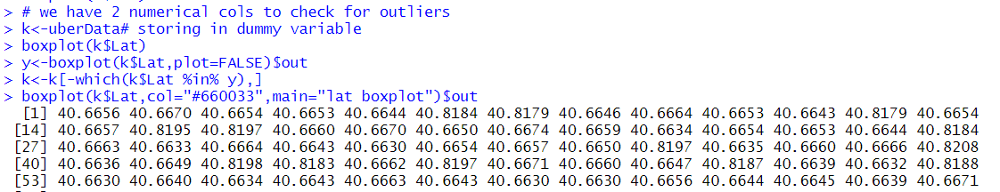 > # we have 2 numerical cols to check for outliers
> k<-uberData# storing in dummy variable
> boxplot(k$Lat)
> y<-boxplot(k$Lat,plot=FALSE)$out
> k<-k[-which(k$Lat %in% y),]
> boxplot(k$Lat,col="#660033",main="lat boxplot")$out
[1] 40.6656 40.6670 40.6654 40.6653 40.6644 40.8184 40.8179 40.6646 40.6664 40.6653 40.6643 40.8179 40.6654
[14] 40.6657 40.8195 40.8197 40.6660 40.6670 40.6650 40.6674 40.6659 40.6634 40.6654 40.6653 40.6644 40.8184
[27] 40.6663 40.6633 40.6664 40.6643 40.6630 40.6654 40.6657 40.6650 40.8197 40.6635 40.6660 40.6666 40.8208
[40] 40.6636 40.6649 40.8198 40.8183 40.6662 40.8197 40.6671 40.6660 40.6647 40.8187 40.6639 40.6632 40.8188
[53] 40.6630 40.6640 40.6634 40.6643 40.6663 40.6643 40.6630 40.6630 40.6656 40.6644 40.6645 40.6639 40.6671